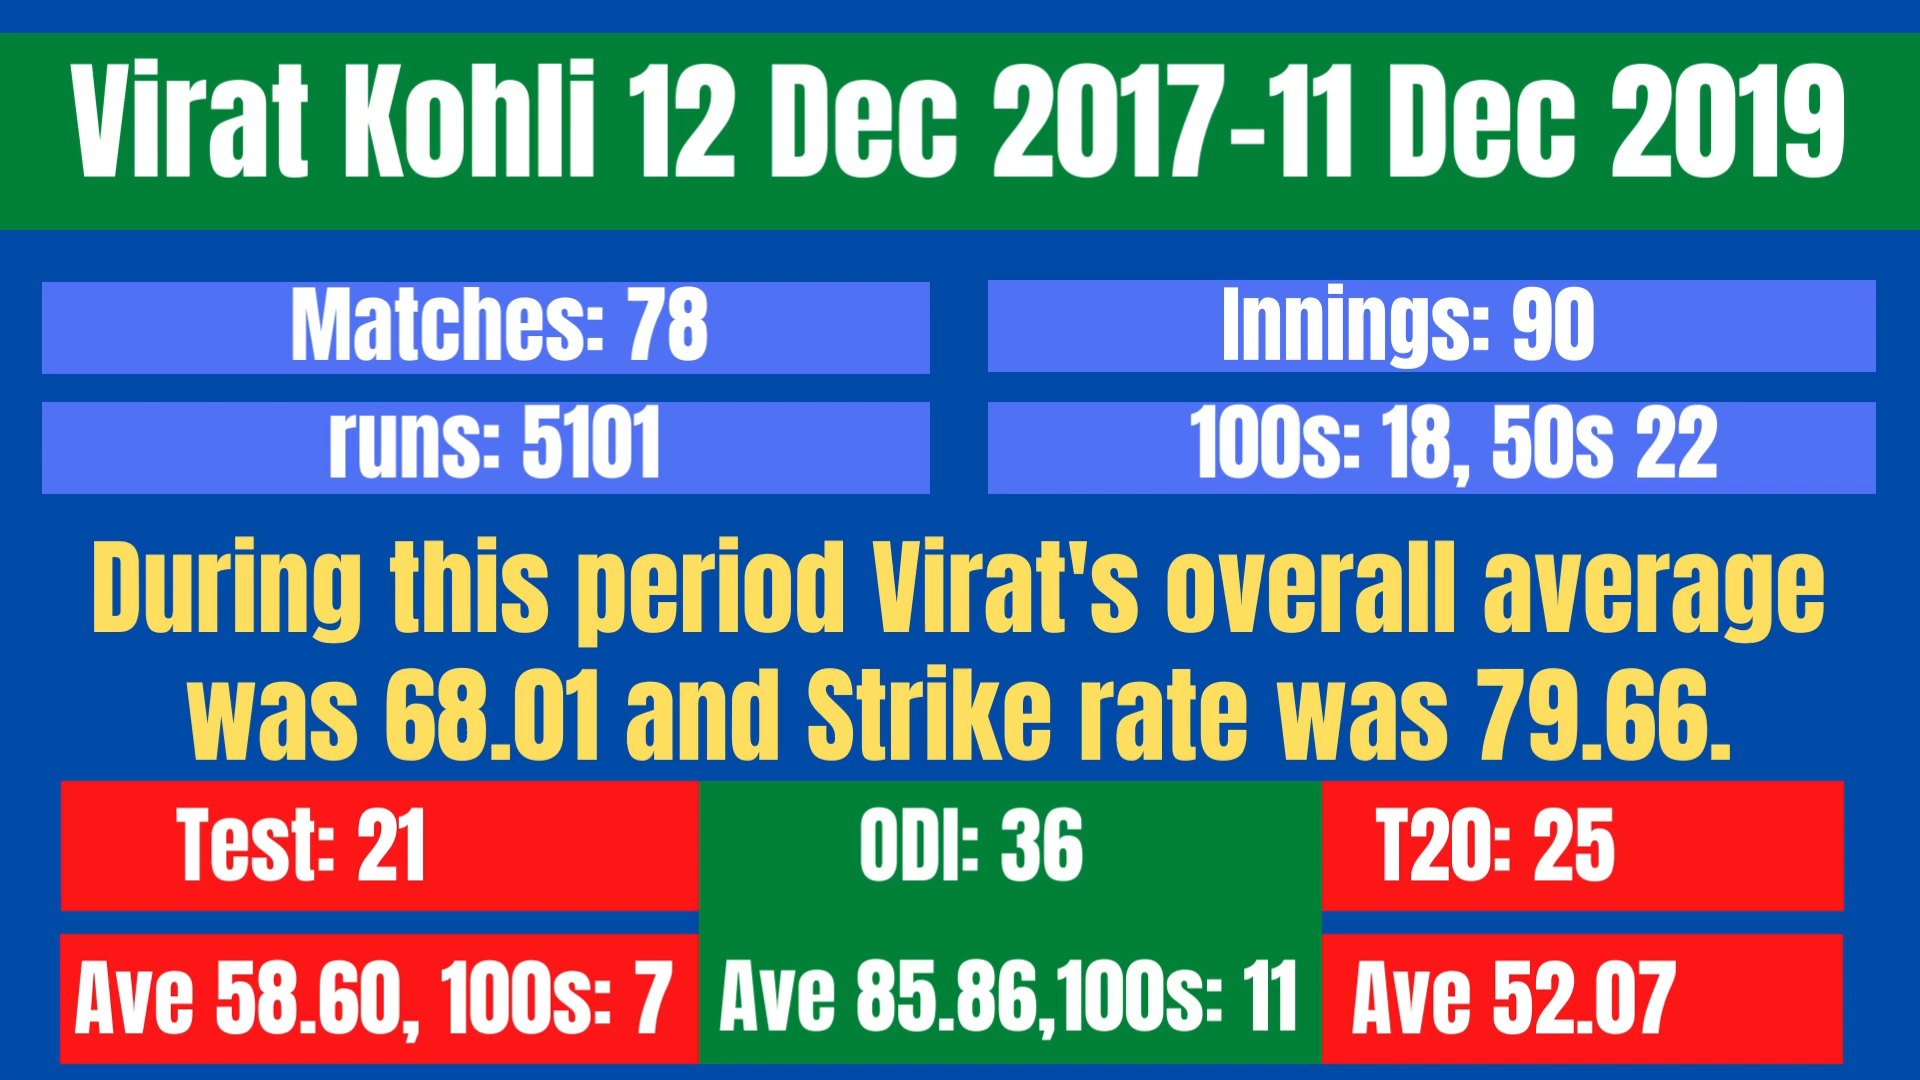 Virat Kohli 12 Dec 2017-11 Dec 2019
Matches: 78
Innings: 90
runs: 5101
100s: 18, 50s 22
During this period Virat's overall average
was 68.01 and Strike rate was 79.66.
Test: 21
ODI: 36
T20: 25
Ave 58.60, 100s: 7
Ave 85.86,100s: 11
Ave 52.07